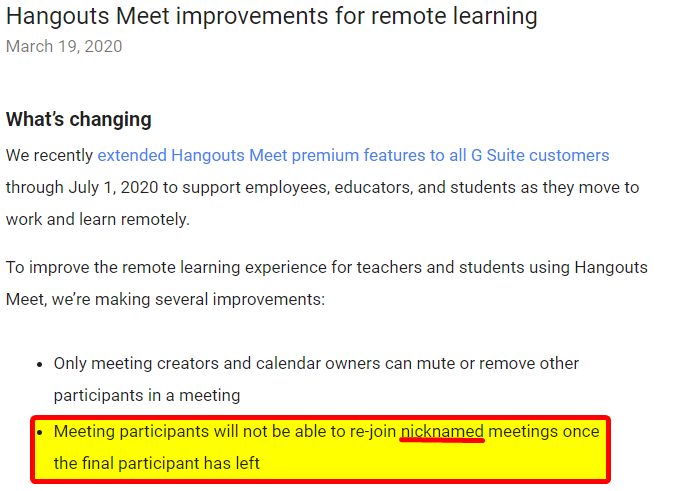 Hangouts Meet improvements for remote learning
March 19, 2020
What’s changing
We recently extended Hangouts Meet premium features to all G Suite customers
through July 1, 2020 to support employees, educators, and students as they move to
work and learn remotely.
To improve the remote learning experience for teachers and students using Hangouts
Meet, we’re making several improvements:
• Only meeting creators and calendar owners can mute or remove other
participants in a meeting
• Meeting participants will not be able to re-join nicknamed meetings once
the final participant has left